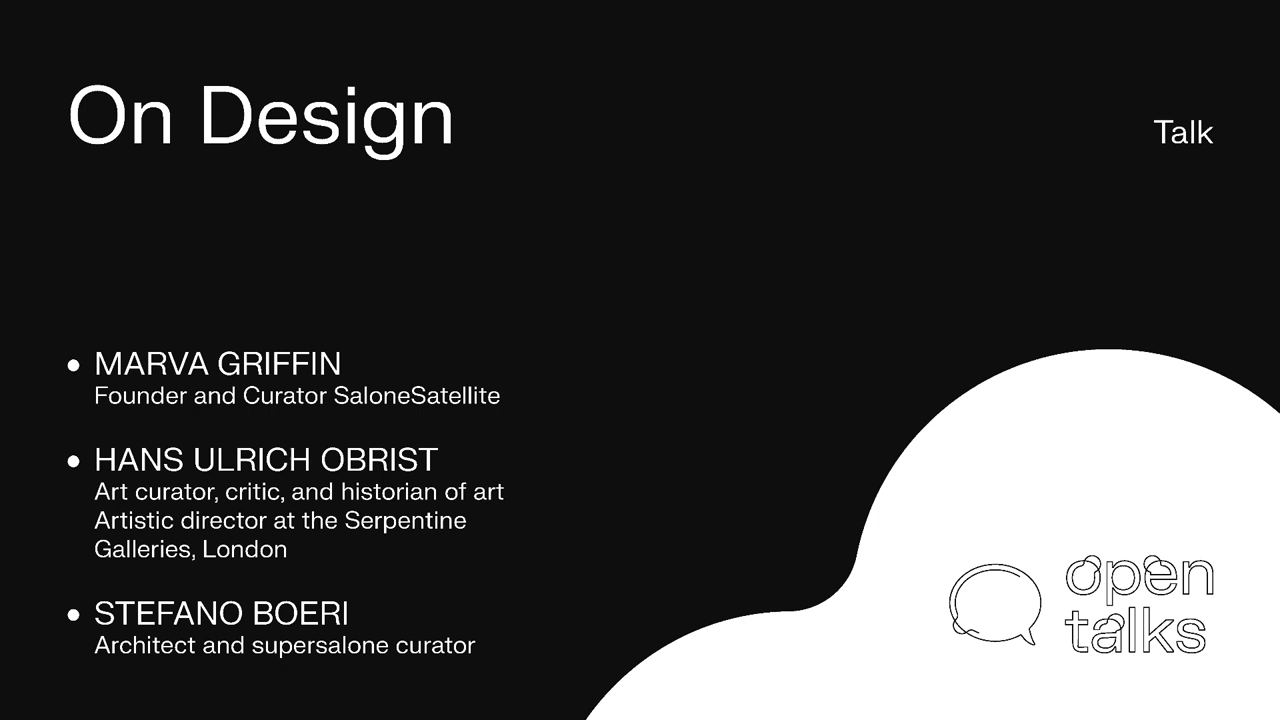 On Design
Talk
MARVA GRIFFIN
Founder and Curator SaloneSatellite
HANS ULRICH OBRIST
Art curator, critic, and historian of art
Artistic director at the Serpentine
Galleries, London
STEFANO BOERI
Architect and supersalone curator
open
talks